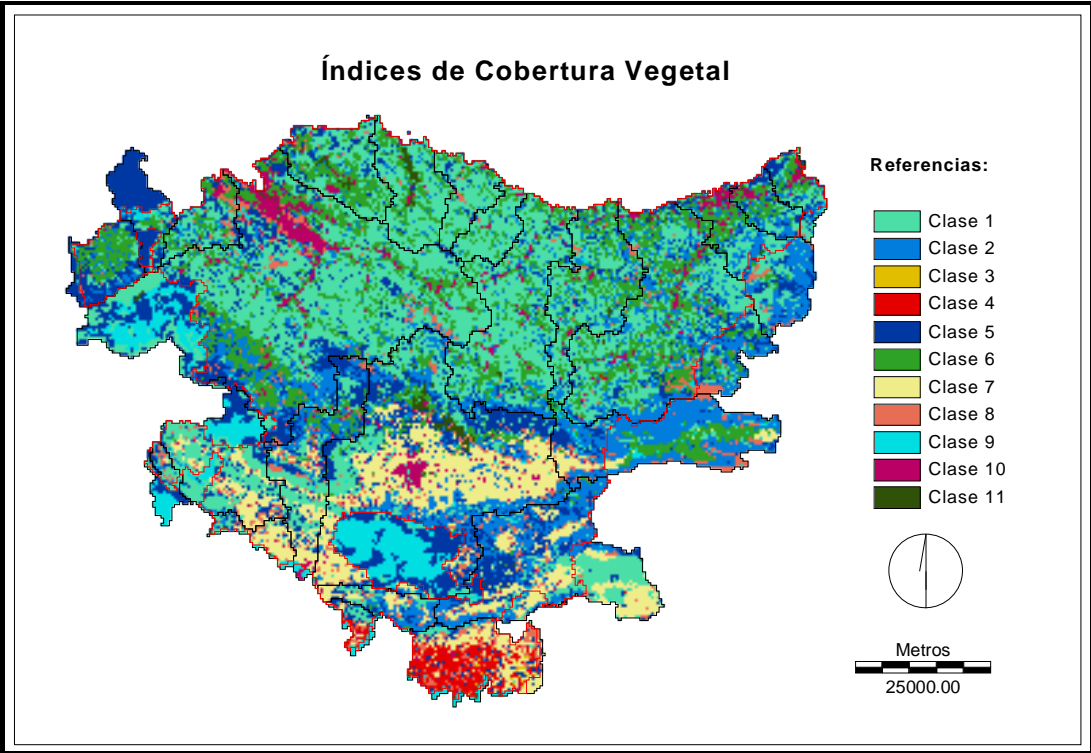 Índices de Cobertura Vegetal
Referencias:
Clase 1
Clase 2
Clase 3
Clase 4
Clase 5
Clase 6
Clase 7
Clase 8
Clase 9
Clase 10
Clase 11
Metros
25000.00